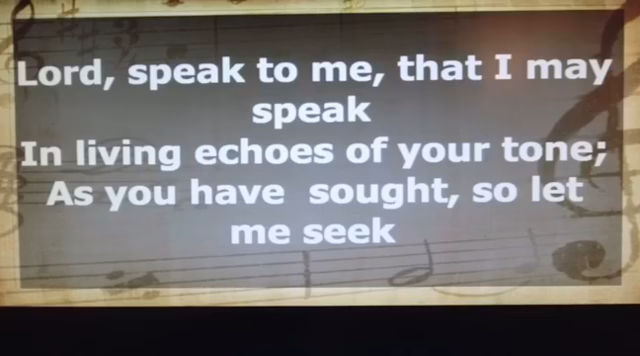 Lord, speak to me, that I may
speak
In living echoes of your tone;
As you have  sought, so let
me seek